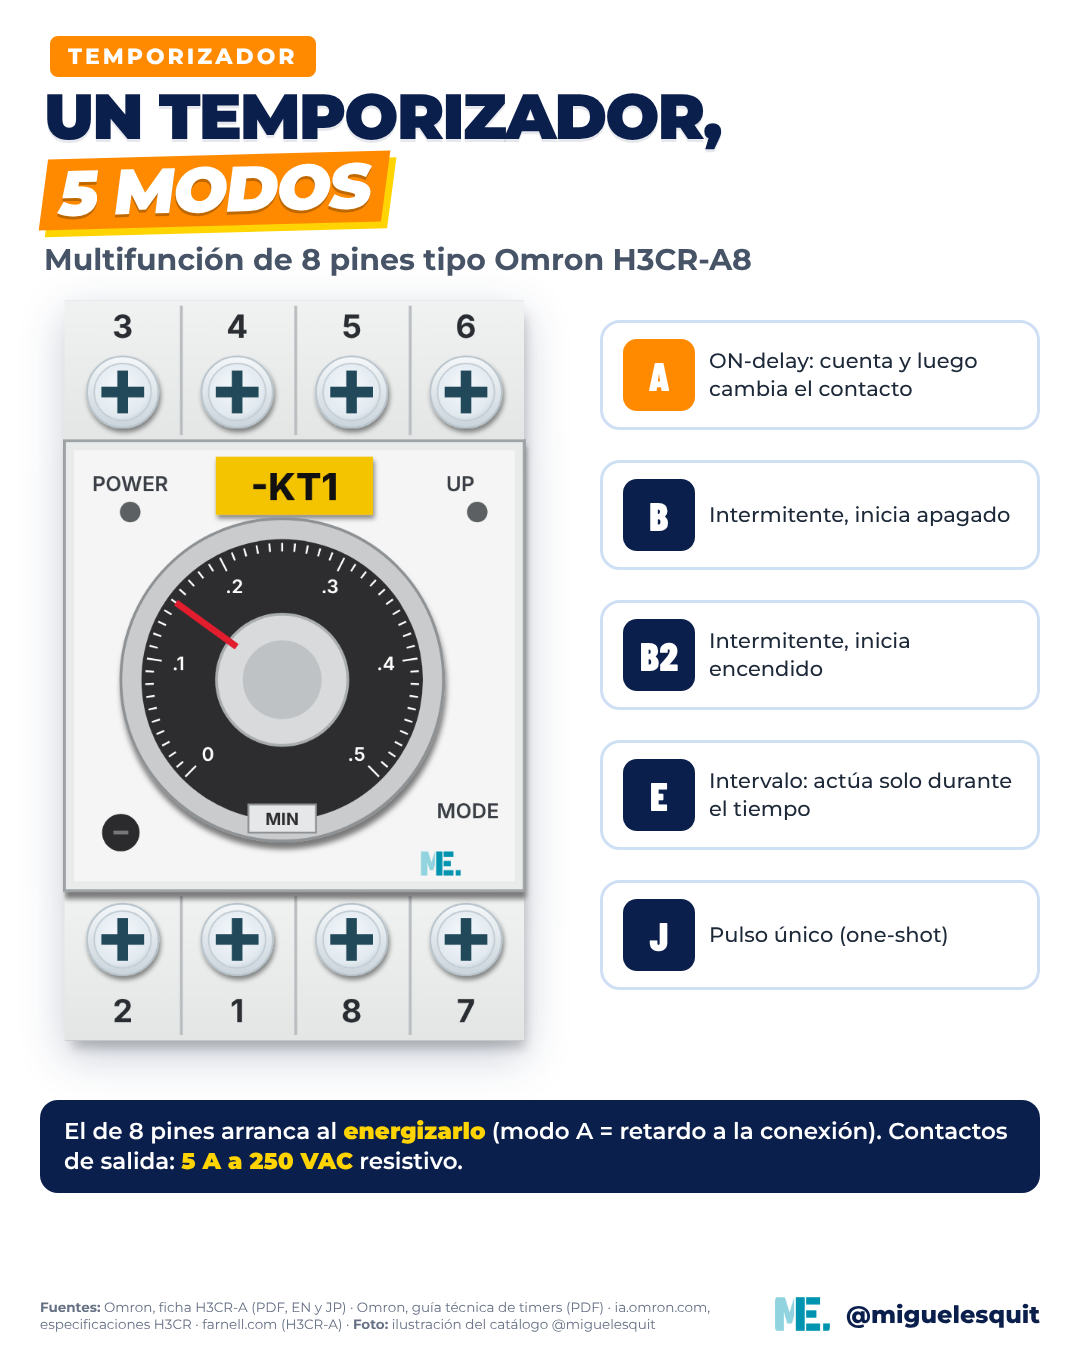 TEMPORIZADOR
UN TEMPORIZADOR,
5 MODOS
Multifunción de 8 pines tipo Omron H3CR-A8
3 4 5 6
POWER -KT1 UP
.2 .3
.1 .4
0 .5
MIN
MODE
ME.
2 1 8 7
A ON-delay: cuenta y luego
cambia el contacto
B Intermitente, inicia apagado
B2 Intermitente, inicia
encendido
E Intervalo: actúa solo durante
el tiempo
J Pulso único (one-shot)
El de 8 pines arranca al energizarlo (modo A = retardo a la conexión). Contactos
de salida: 5 A a 250 VAC resistivo.
Fuentes: Omron, ficha H3CR-A (PDF, EN y JP) · Omron, guía técnica de timers (PDF) · ia.omron.com,
especificaciones H3CR · farnell.com (H3CR-A) · Foto: ilustración del catálogo @miguelesquit
ME. @miguelesquit